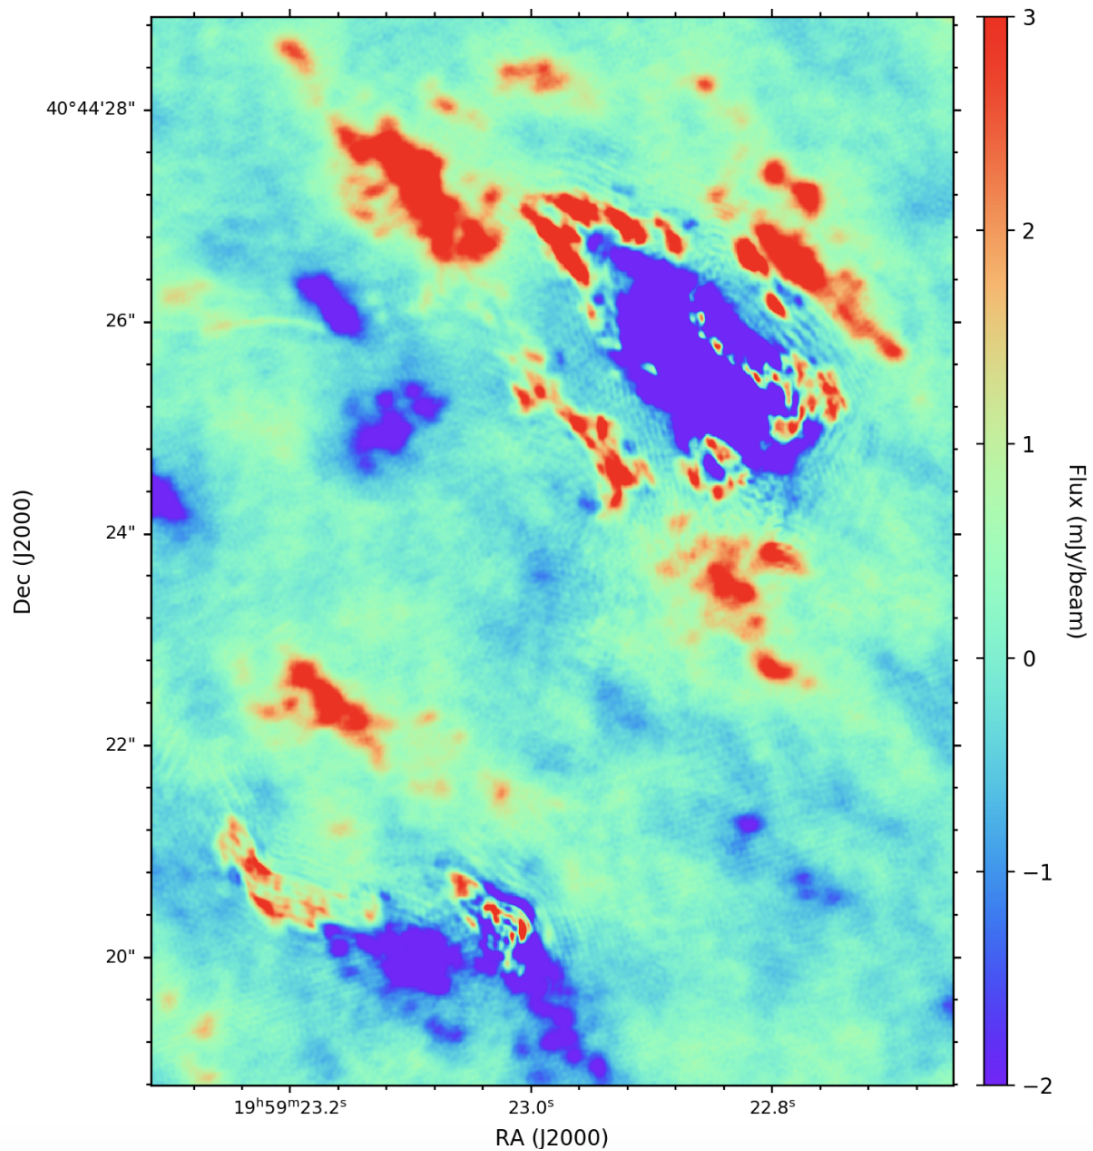 3
40°44'28"
2
26"
1
24"
0
22"
−1
20"
−2
19ʰ59ᵐ23.2ˢ 23.0ˢ 22.8ˢ
RA (J2000)
Dec (J2000)
Flux (mJy/beam)